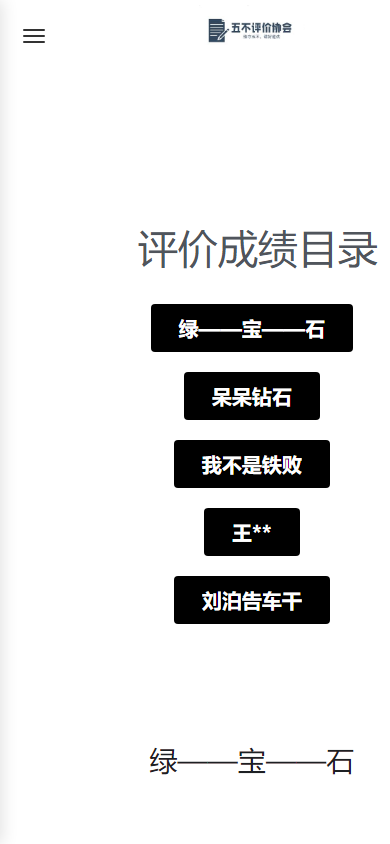 五不评价协会
评价成绩目录
绿——宝——石
呆呆钻石
我不是铁败
王**
刘泊告车干
绿——宝——石